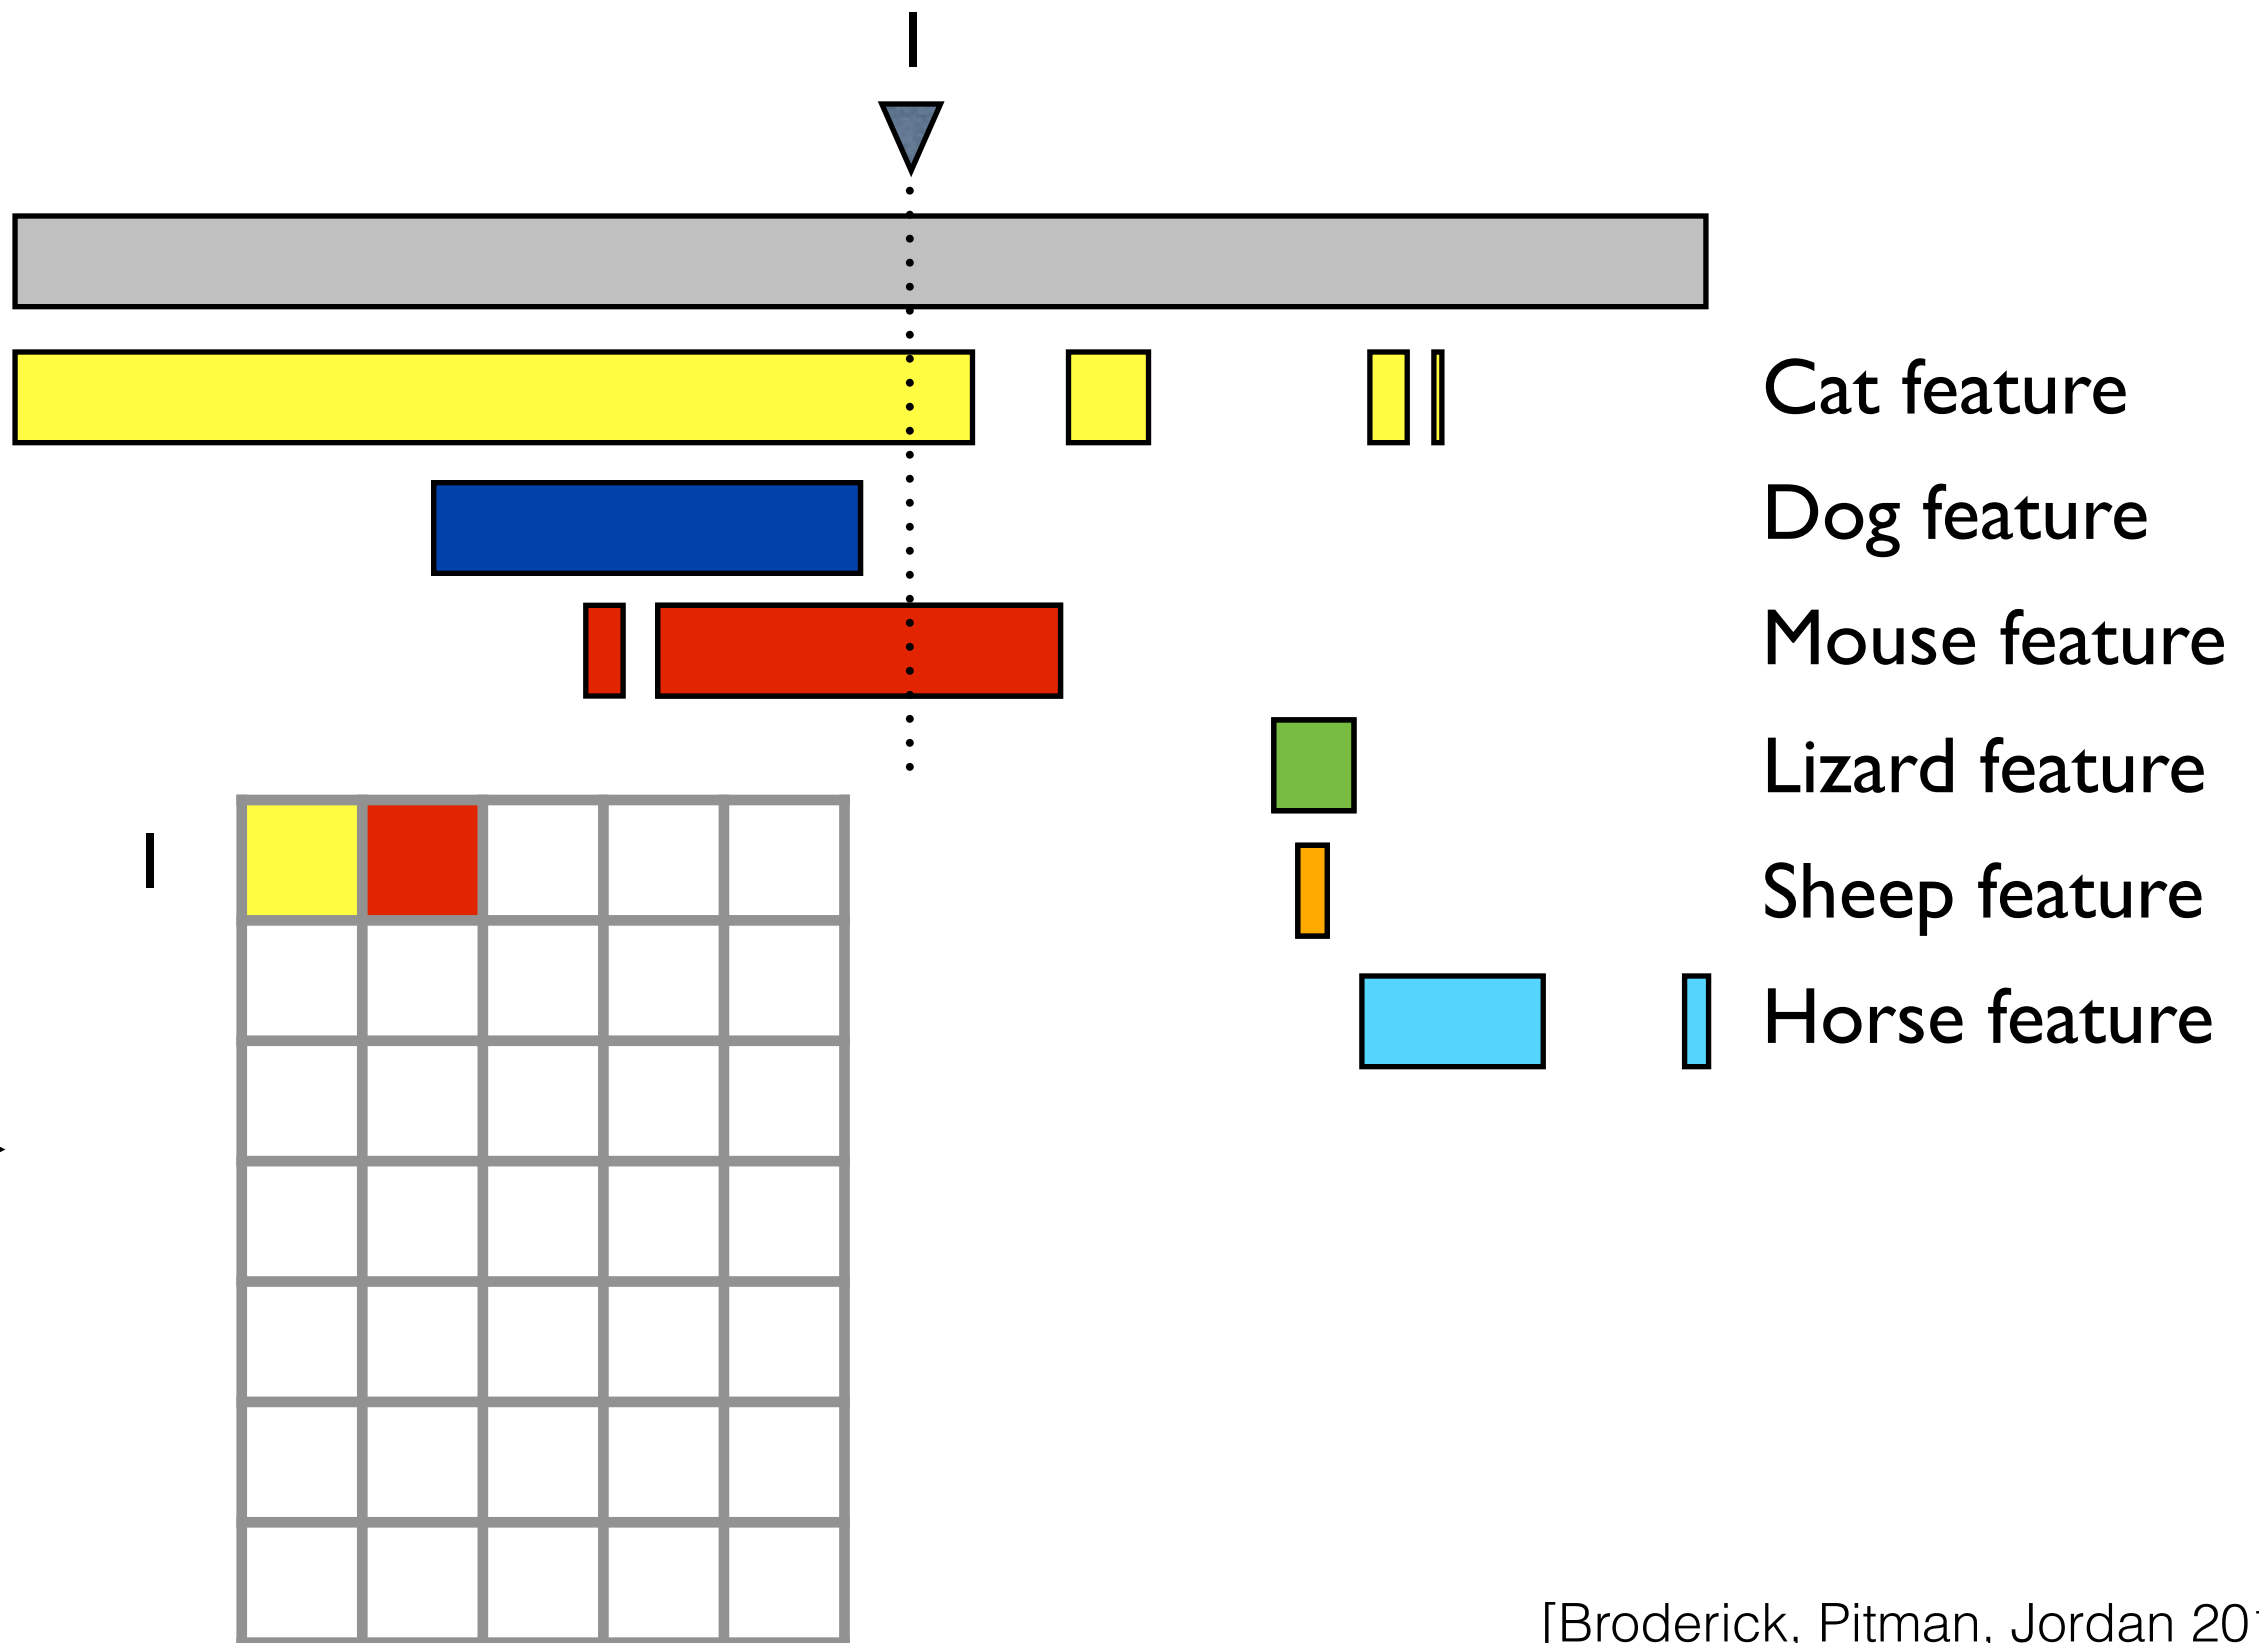 1
Cat feature
Dog feature
Mouse feature
Lizard feature
1
Sheep feature
Horse feature
[Broderick, Pitman, Jordan